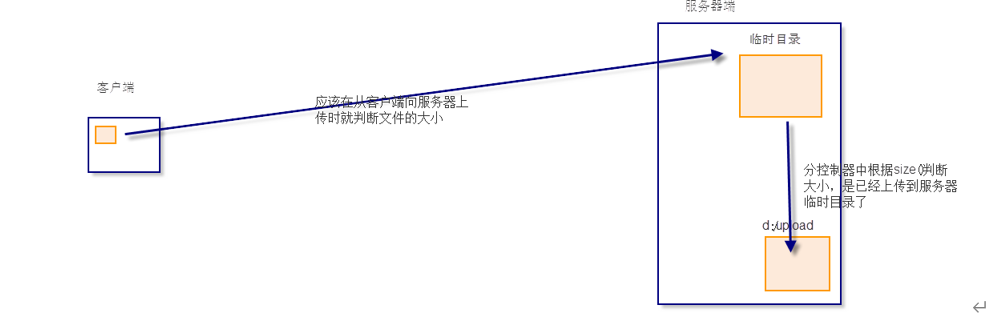 服务器端
临时目录
客户端
应该在从客户端向服务器上
传时就判断文件的大小
分控制器中根据size()判断
大小，是已经上传到服务器
临时目录了
d:/upload